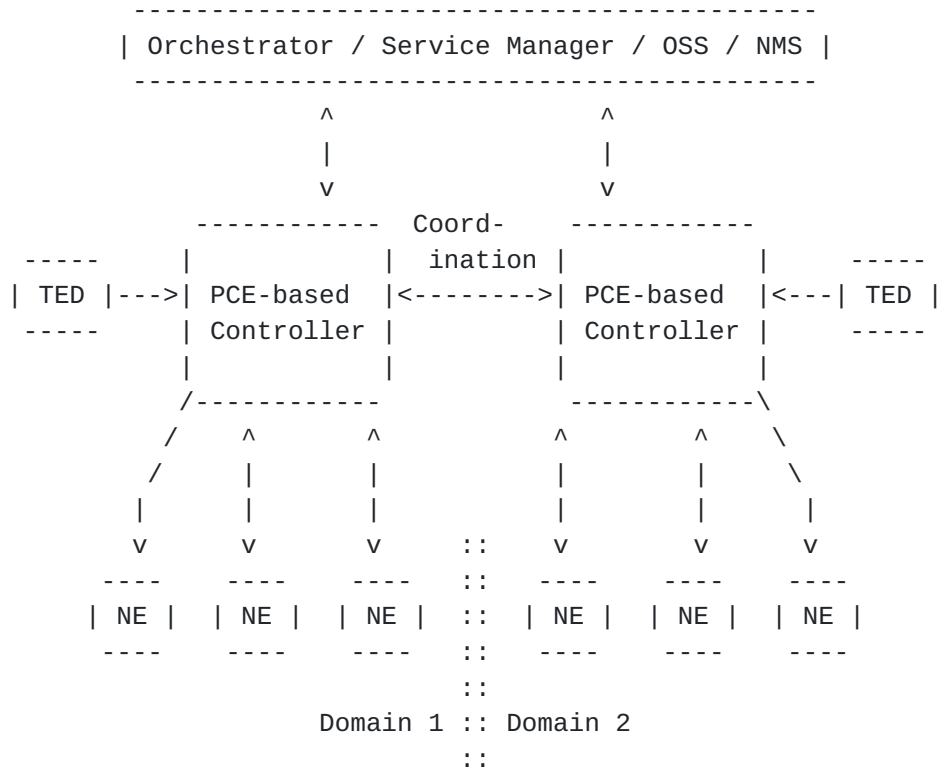 Orchestrator / Service Manager / OSS / NMS
Coord-
ination
TED
PCE-based
Controller
PCE-based
Controller
TED
NE
NE
NE
NE
NE
NE
Domain 1 :: Domain 2